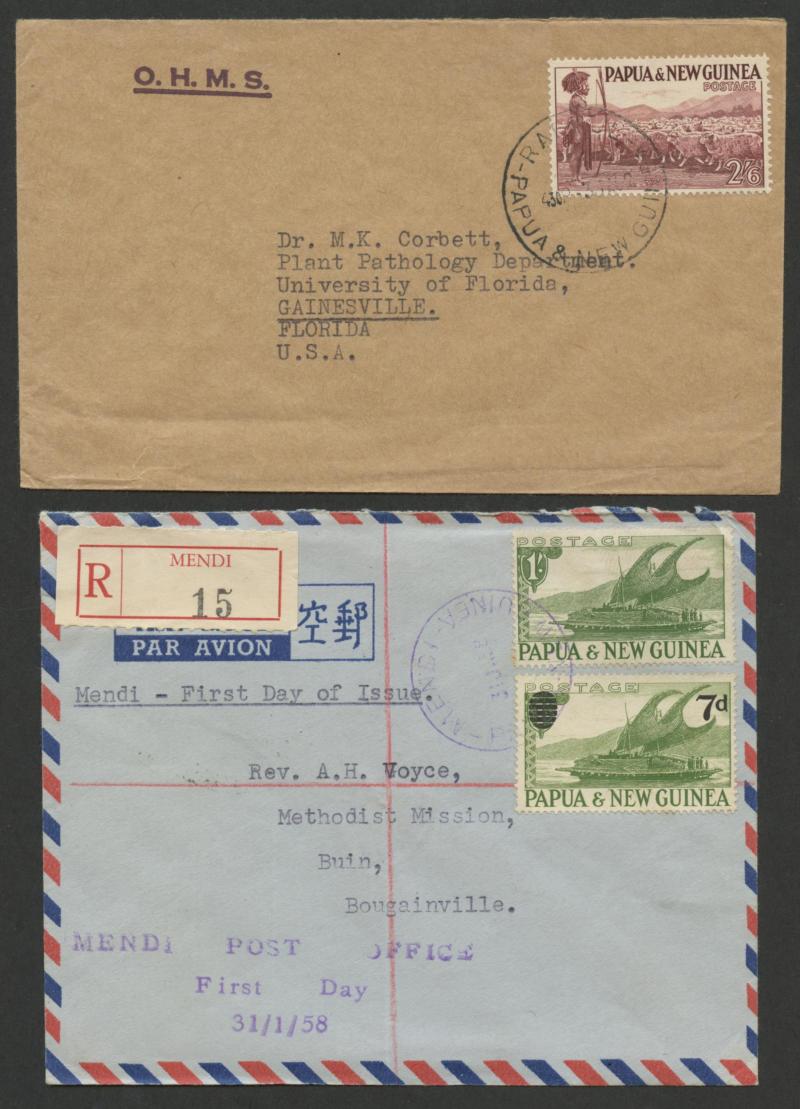 O.H.M.S.
PAPUA & NEW GUINEA
POSTAGE
2/6
PAPUA & NEW GUINEA
Dr. M.K. Corbett,
Plant Pathology Department.
University of Florida,
GAINESVILLE.
FLORIDA
U.S.A.
R
MENDI
15
空郵
PAR AVION
POSTAGE
1/-
PAPUA & NEW GUINEA
MENDI
Mendi - First Day of Issue.
POSTAGE
7d
PAPUA & NEW GUINEA
Rev. A.H. Voyce,
Methodist Mission,
Buin,
Bougainville.
MENDI POST OFFICE
First Day
31/1/58